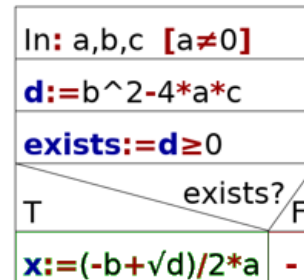 In: a,b,c [a≠0]
d:=b^2-4*a*c
exists:=d≥0
exists?
T F
x:=(-b+√d)/2*a -